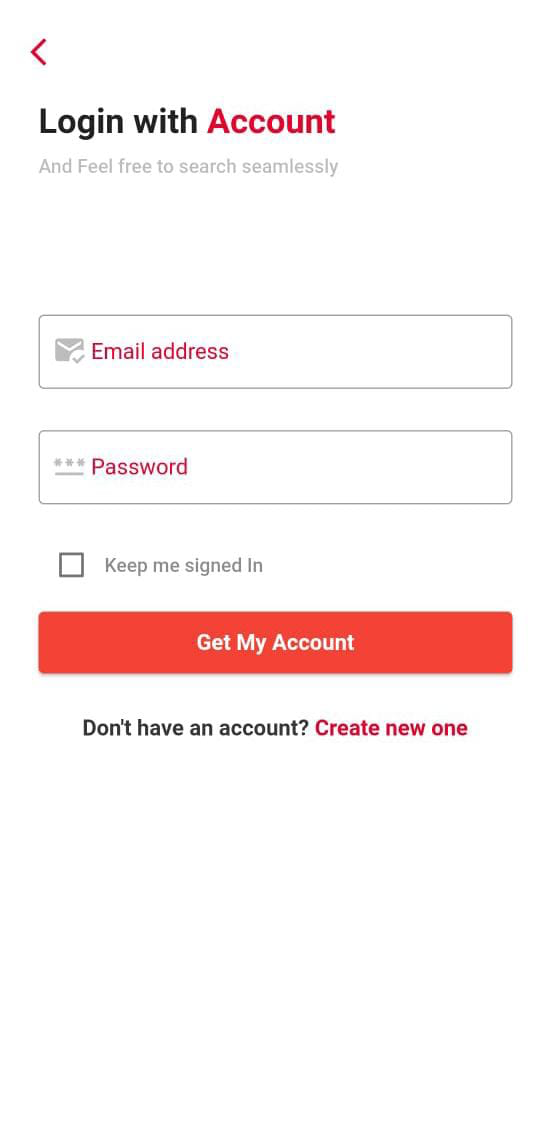 Login with Account
And Feel free to search seamlessly
Email address
*** Password
Keep me signed In
Get My Account
Don't have an account? Create new one